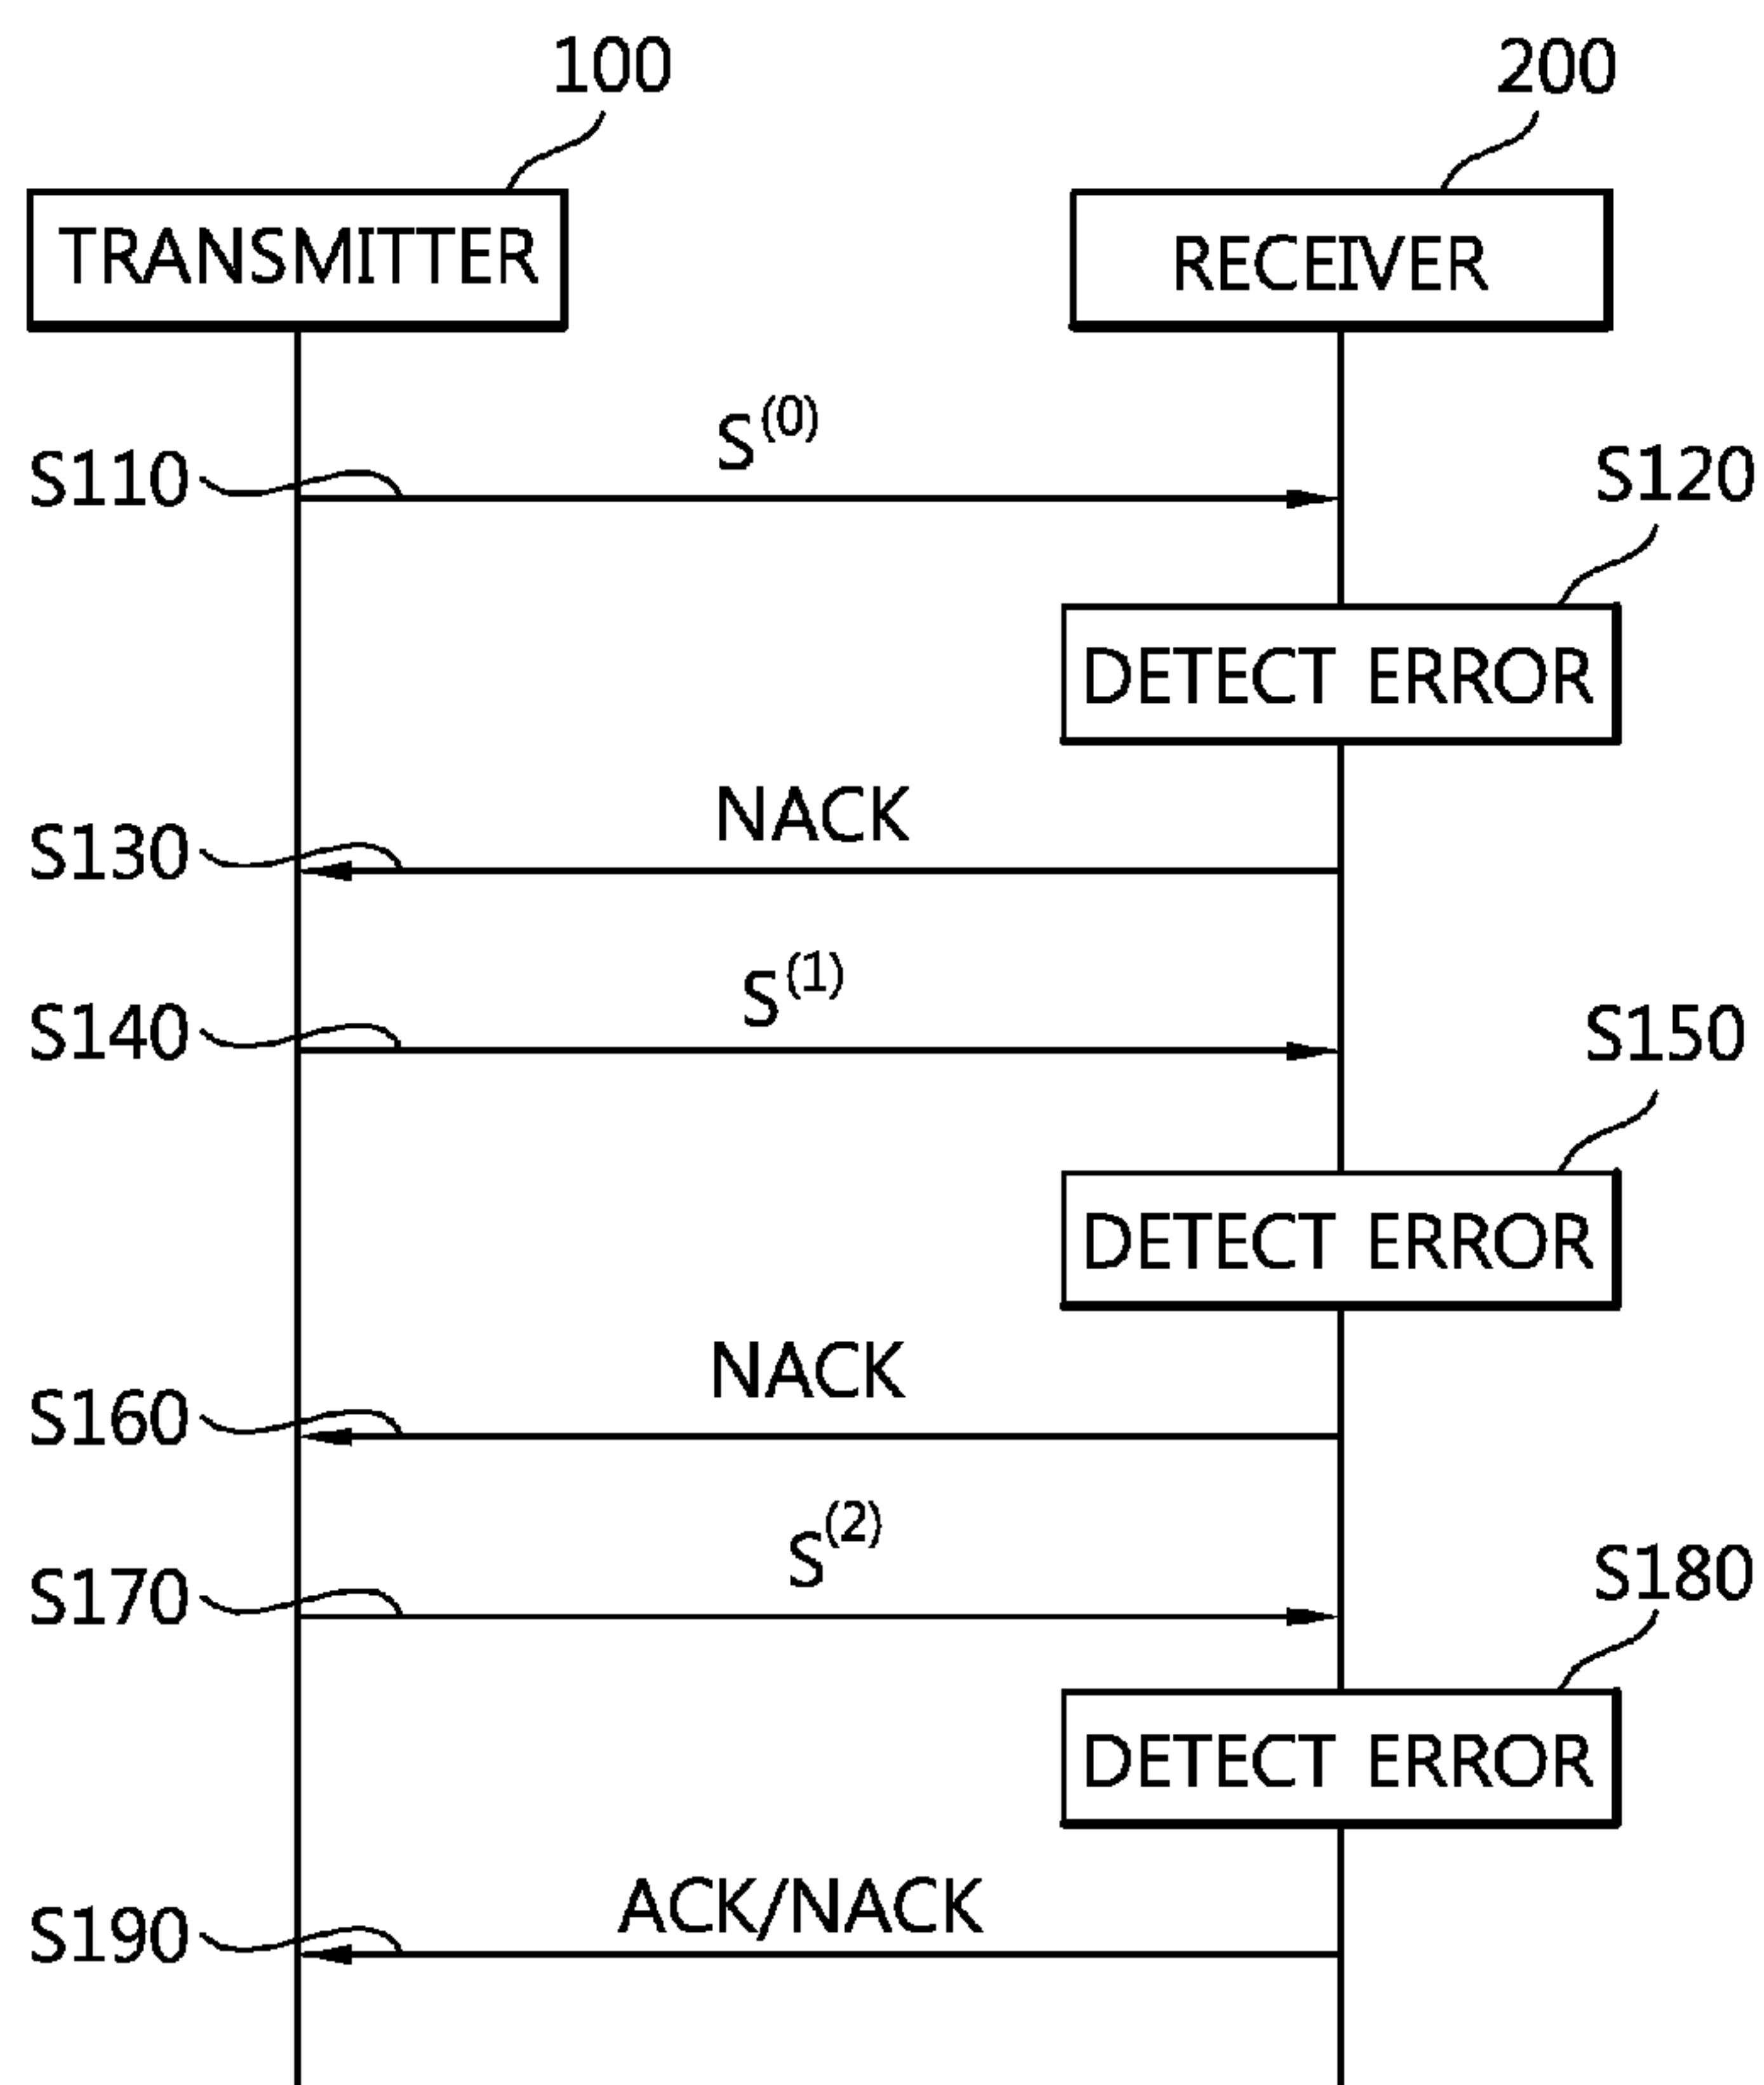 100 200
TRANSMITTER RECEIVER
S^(0)
S110 S120
DETECT ERROR
NACK
S130
S^(1)
S140 S150
DETECT ERROR
NACK
S160
S^(2)
S170 S180
DETECT ERROR
ACK/NACK
S190